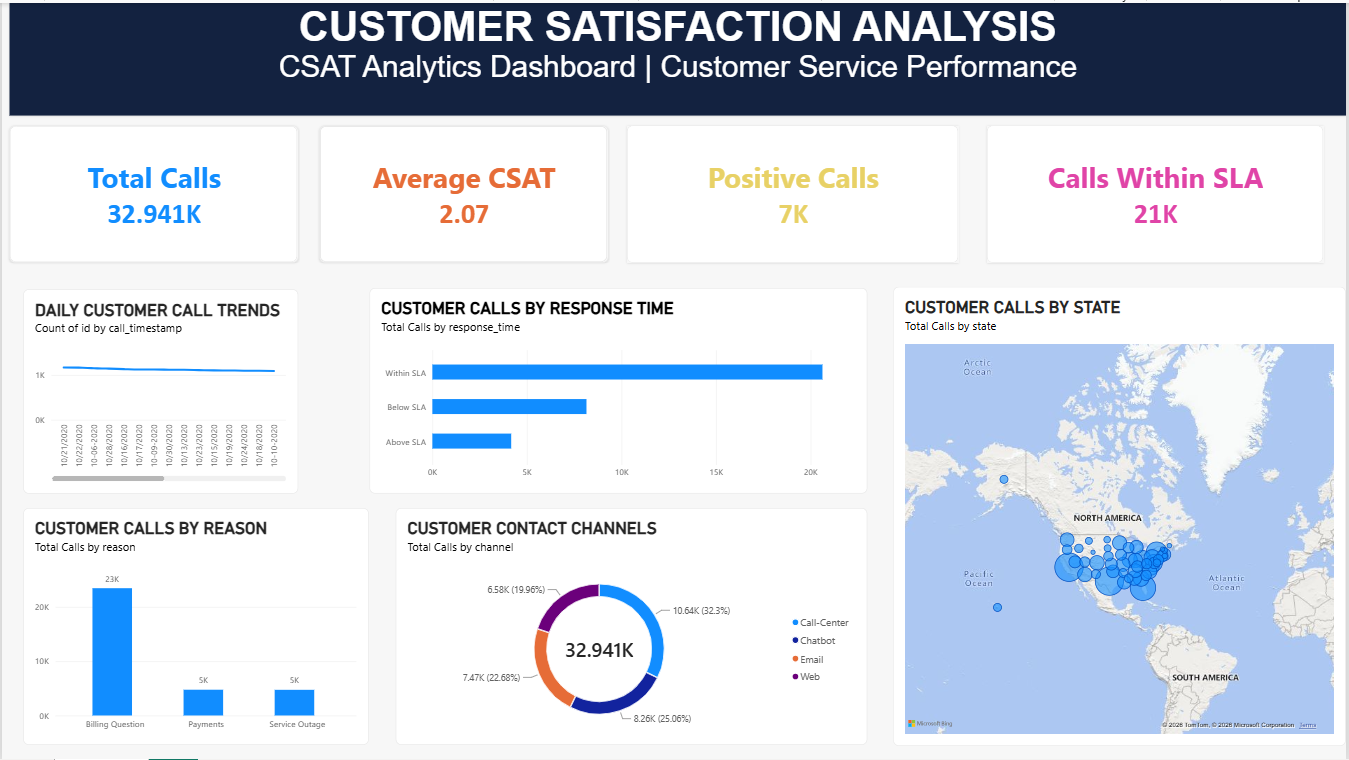 CUSTOMER SATISFACTION ANALYSIS
CSAT Analytics Dashboard | Customer Service Performance
Total Calls
32.941K
Average CSAT
2.07
Positive Calls
7K
Calls Within SLA
21K
DAILY CUSTOMER CALL TRENDS
Count of id by call_timestamp
1K
0K
10/21/2020
10/22/2020
10-06-2020
10/28/2020
10/16/2020
10/17/2020
10-09-2020
10/30/2020
10/13/2020
10/23/2020
10/15/2020
10/19/2020
10/24/2020
10/18/2020
10-10-2020
CUSTOMER CALLS BY RESPONSE TIME
Total Calls by response_time
Within SLA
Below SLA
Above SLA
0K 5K 10K 15K 20K
CUSTOMER CALLS BY STATE
Total Calls by state
Arctic
Ocean
NORTH AMERICA
Pacific
Ocean
Atlantic
Ocean
SOUTH AMERICA
Microsoft Bing
© 2026 TomTom, © 2026 Microsoft Corporation Terms
CUSTOMER CALLS BY REASON
Total Calls by reason
23K
20K
10K
5K
5K
0K
Billing Question Payments Service Outage
CUSTOMER CONTACT CHANNELS
Total Calls by channel
6.58K (19.96%)
10.64K (32.3%)
32.941K
7.47K (22.68%)
8.26K (25.06%)
Call-Center
Chatbot
Email
Web